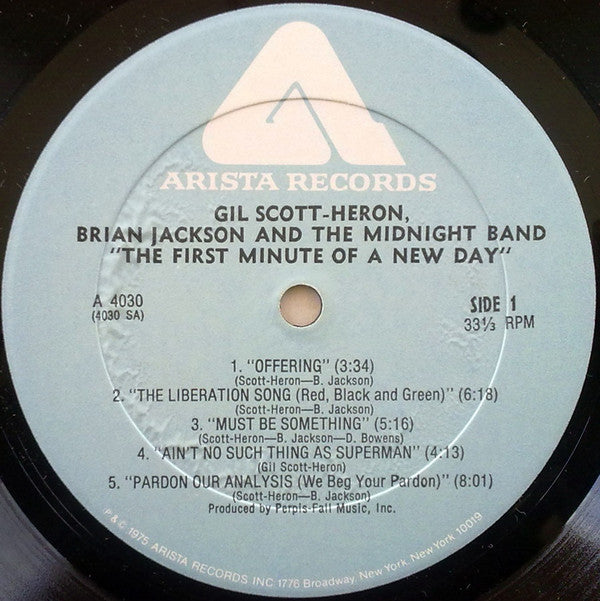 ARISTA RECORDS
GIL SCOTT-HERON,
BRIAN JACKSON AND THE MIDNIGHT BAND
"THE FIRST MINUTE OF A NEW DAY"
A 4030
(4030 SA)
SIDE 1
33⅓ RPM
1. "OFFERING" (3:34)
(Scott-Heron—B. Jackson)
2. "THE LIBERATION SONG (Red, Black and Green)" (6:18)
(Scott-Heron—B. Jackson)
3. "MUST BE SOMETHING" (5:16)
(Scott-Heron—B. Jackson—D. Bowens)
4. "AIN'T NO SUCH THING AS SUPERMAN" (4:13)
(Gil Scott-Heron)
5. "PARDON OUR ANALYSIS (We Beg Your Pardon)" (8:01)
(Scott-Heron—B. Jackson)
Produced by Perpis-Fall Music, Inc.
℗ & © 1975 ARISTA RECORDS INC 1776 Broadway, New York, New York 10019